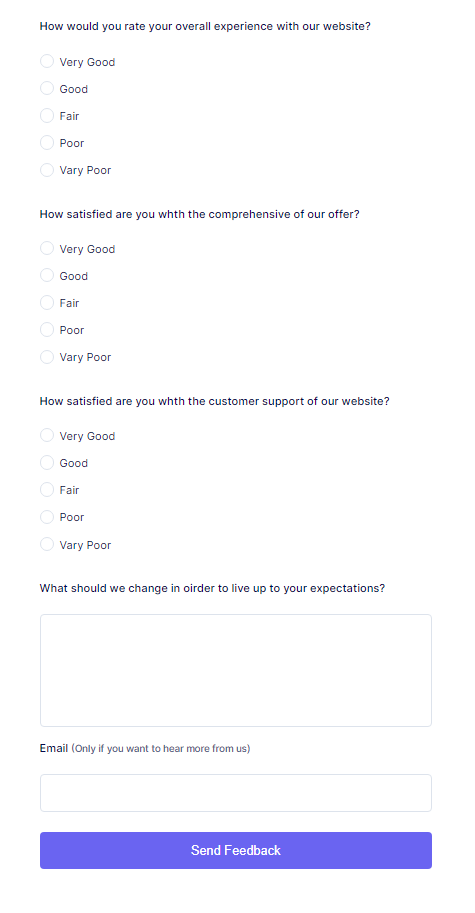 How would you rate your overall experience with our website?
Very Good
Good
Fair
Poor
Vary Poor
How satisfied are you whth the comprehensive of our offer?
Very Good
Good
Fair
Poor
Vary Poor
How satisfied are you whth the customer support of our website?
Very Good
Good
Fair
Poor
Vary Poor
What should we change in oirder to live up to your expectations?
Email (Only if you want to hear more from us)
Send Feedback